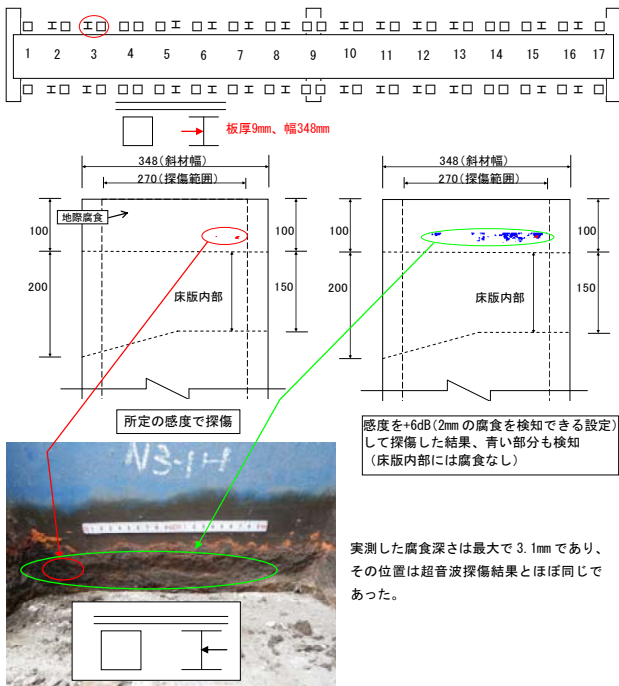 1 2 3 4 5 6 7 8 9 10 11 12 13 14 15 16 17
板厚9mm、幅348mm
348(斜材幅)
270(探傷範囲)
地際腐食
100
200
床版内部
100
150
所定の感度で探傷
348(斜材幅)
270(探傷範囲)
100
200
床版内部
100
150
感度を+6dB(2mm の腐食を検知できる設定)
して探傷した結果、青い部分も検知
(床版内部には腐食なし)
N3-1H
実測した腐食深さは最大で 3.1mm であり、
その位置は超音波探傷結果とほぼ同じで
あった。